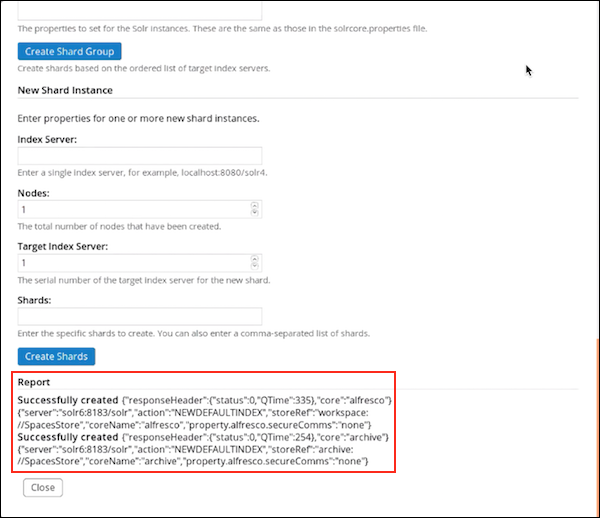 The properties to set for the Solr instances. These are the same as those in the solrcore.properties file.
Create Shard Group
Create shards based on the ordered list of target index servers.
New Shard Instance
Enter properties for one or more new shard instances.
Index Server:
Enter a single index server, for example, localhost:8080/solr4.
Nodes:
1
The total number of nodes that have been created.
Target Index Server:
1
The serial number of the target index server for the new shard.
Shards:
Enter the specific shards to create. You can also enter a comma-separated list of shards.
Create Shards
Report
Successfully created {"responseHeader":{"status":0,"QTime":335},"core":"alfresco"}
{"server":"solr6:8183/solr","action":"NEWDEFAULTINDEX","storeRef":"workspace:
//SpacesStore","coreName":"alfresco","property.alfresco.secureComms":"none"}
Successfully created {"responseHeader":{"status":0,"QTime":254},"core":"archive"}
{"server":"solr6:8183/solr","action":"NEWDEFAULTINDEX","storeRef":"archive:
//SpacesStore","coreName":"archive","property.alfresco.secureComms":"none"}
Close